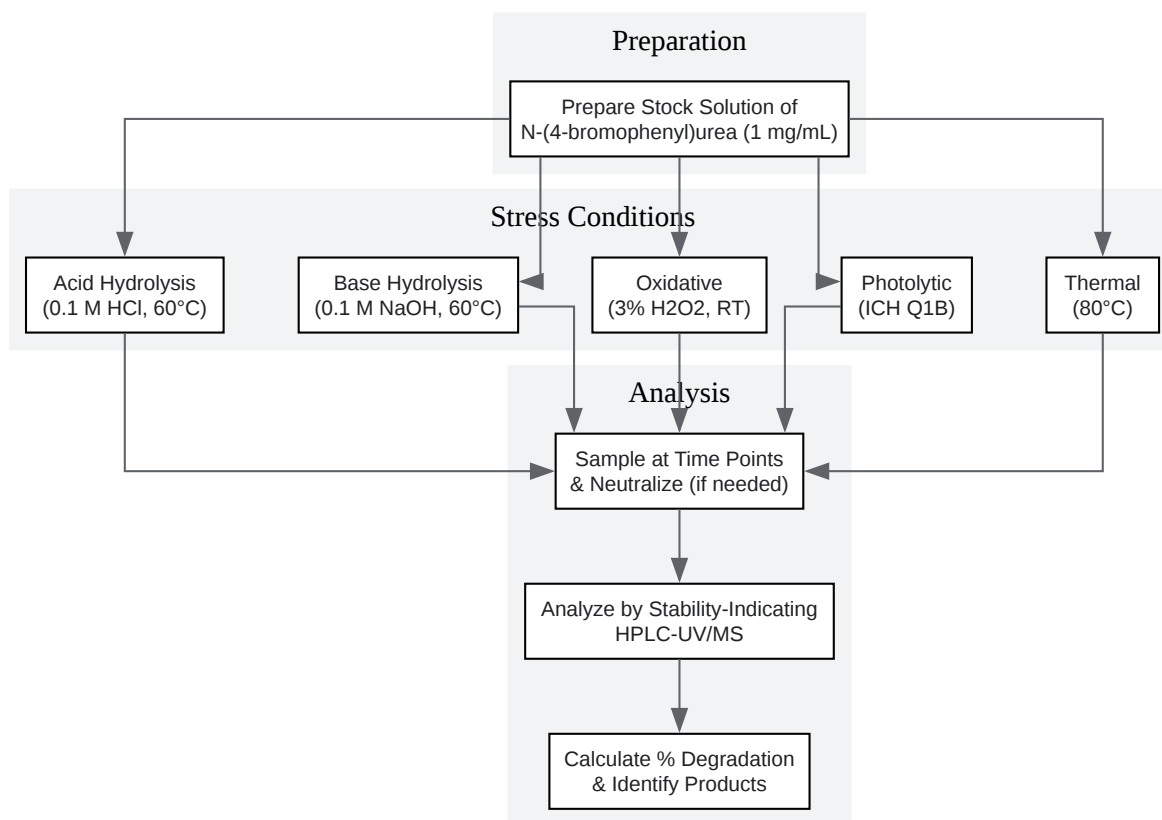 Preparation
Prepare Stock Solution of
N-(4-bromophenyl)urea (1 mg/mL)
Stress Conditions
Acid Hydrolysis
(0.1 M HCl, 60°C)
Base Hydrolysis
(0.1 M NaOH, 60°C)
Oxidative
(3% H2O2, RT)
Photolytic
(ICH Q1B)
Thermal
(80°C)
Analysis
Sample at Time Points
& Neutralize (if needed)
Analyze by Stability-Indicating
HPLC-UV/MS
Calculate % Degradation
& Identify Products